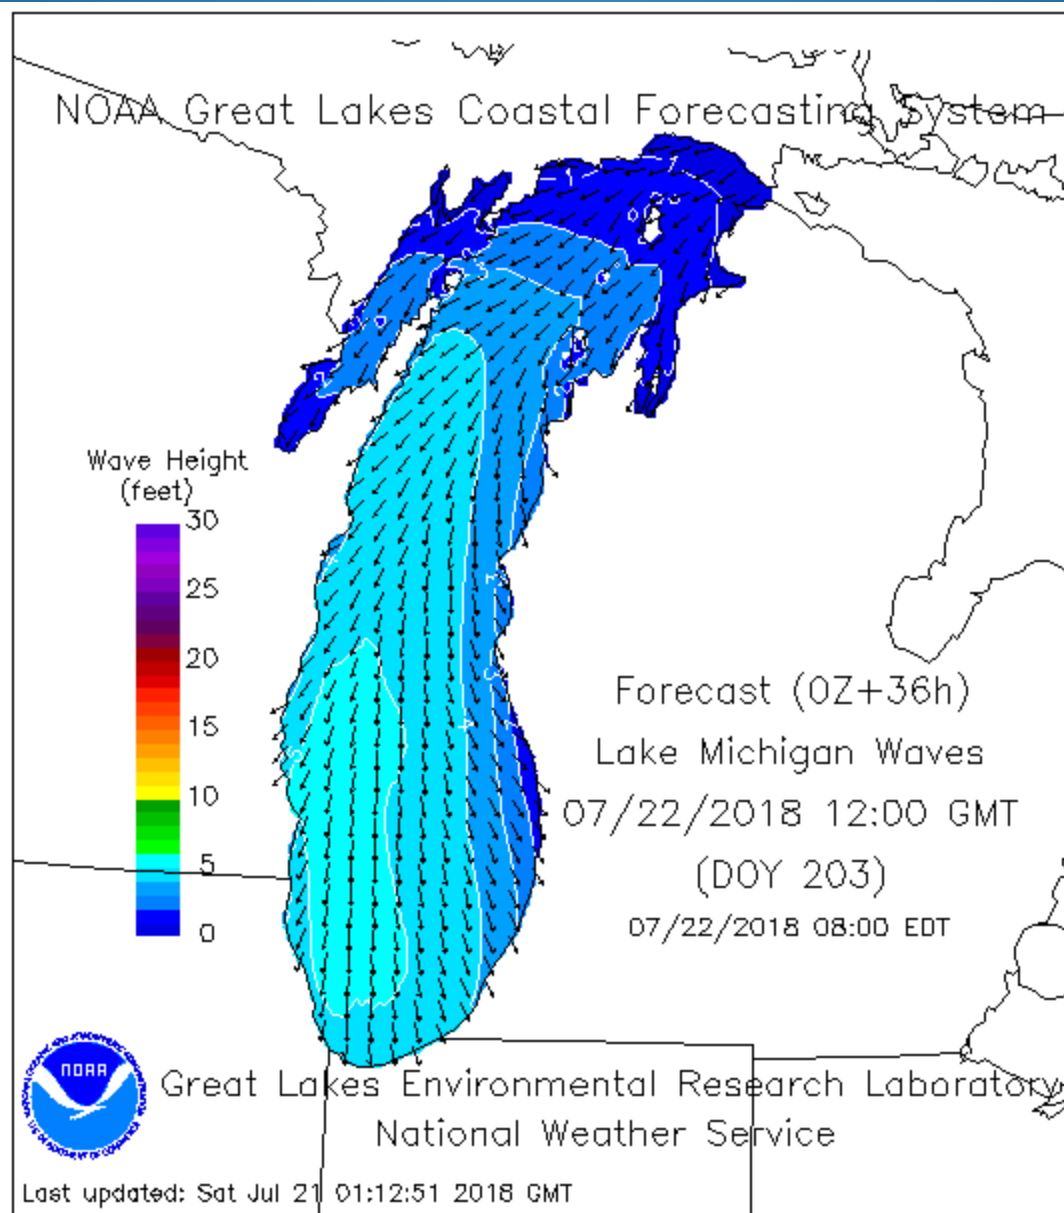 NOAA Great Lakes Coastal Forecasting System
Wave Height
(feet)
30
25
20
15
10
5
0
Forecast (0Z+36h)
Lake Michigan Waves
07/22/2018 12:00 GMT
(DOY 203)
07/22/2018 08:00 EDT
NOAA
Great Lakes Environmental Research Laboratory
National Weather Service
Last updated: Sat Jul 21 01:12:51 2018 GMT